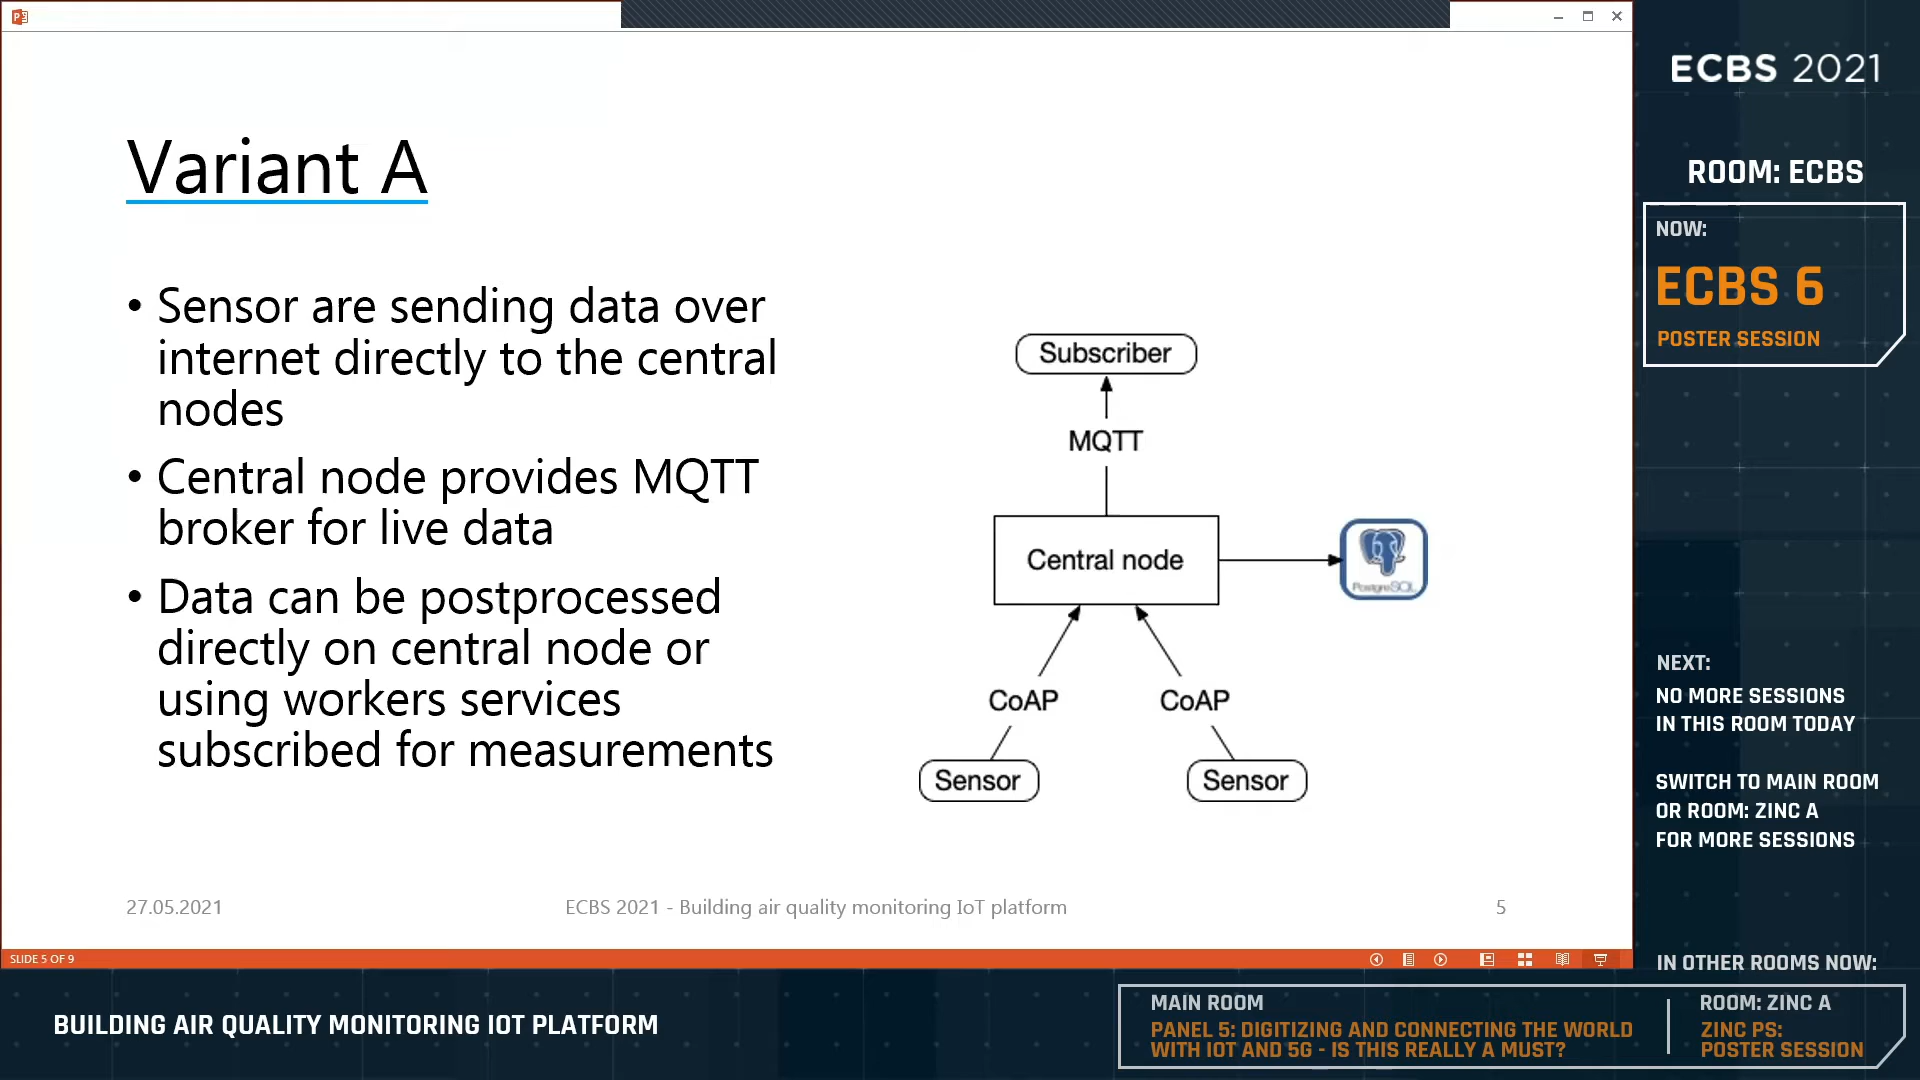 Variant A
• Sensor are sending data over
internet directly to the central
nodes
• Central node provides MQTT
broker for live data
• Data can be postprocessed
directly on central node or
using workers services
subscribed for measurements
Subscriber
MQTT
Central node
PostgreSQL
CoAP
CoAP
Sensor
Sensor
27.05.2021
ECBS 2021 - Building air quality monitoring IoT platform
5
SLIDE 5 OF 9
ECBS 2021
ROOM: ECBS
NOW:
ECBS 6
POSTER SESSION
NEXT:
NO MORE SESSIONS
IN THIS ROOM TODAY
SWITCH TO MAIN ROOM
OR ROOM: ZINC A
FOR MORE SESSIONS
IN OTHER ROOMS NOW:
BUILDING AIR QUALITY MONITORING IOT PLATFORM
MAIN ROOM
PANEL 5: DIGITIZING AND CONNECTING THE WORLD
WITH IOT AND 5G - IS THIS REALLY A MUST?
ROOM: ZINC A
ZINC PS:
POSTER SESSION